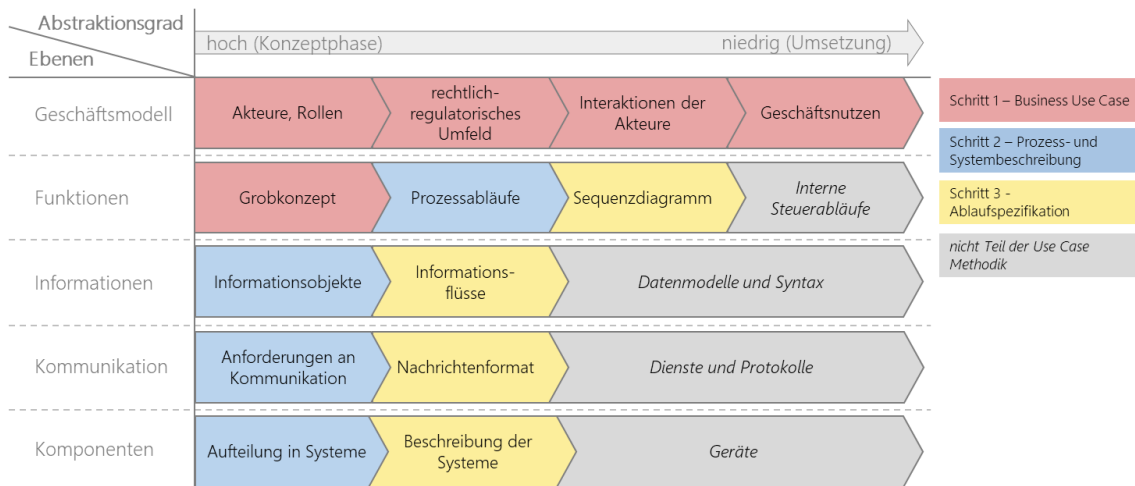 Abstraktionsgrad
Ebenen
hoch (Konzeptphase)
niedrig (Umsetzung)
Geschäftsmodell
Akteure, Rollen
rechtlich-
regulatorisches
Umfeld
Interaktionen der
Akteure
Geschäftsnutzen
Funktionen
Grobkonzept
Prozessabläufe
Sequenzdiagramm
Interne
Steuerabläufe
Informationen
Informationsobjekte
Informations-
flüsse
Datenmodelle und Syntax
Kommunikation
Anforderungen an
Kommunikation
Nachrichtenformat
Dienste und Protokolle
Komponenten
Aufteilung in Systeme
Beschreibung der
Systeme
Geräte
Schritt 1 – Business Use Case
Schritt 2 – Prozess- und
Systembeschreibung
Schritt 3 -
Ablaufspezifikation
nicht Teil der Use Case
Methodik